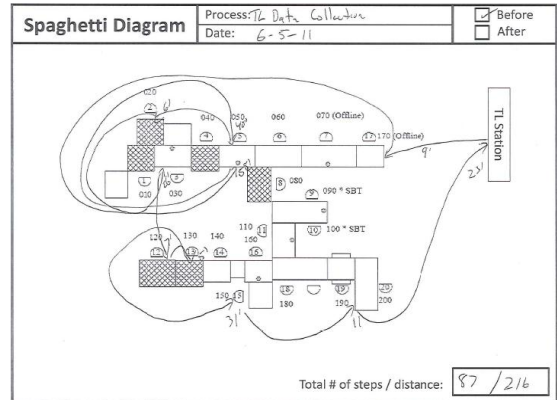 Spaghetti Diagram
Process: TL Data Collection
Date: 6-5-11
Before
After
020
040 050 060 070 (Offline) 170 (Offline)
TL Station
9'
23'
010 030
080
090 * SBT
110
100 * SBT
120 130 140 160
150
31'
180 190 200
11'
Total # of steps / distance: 87 / 216